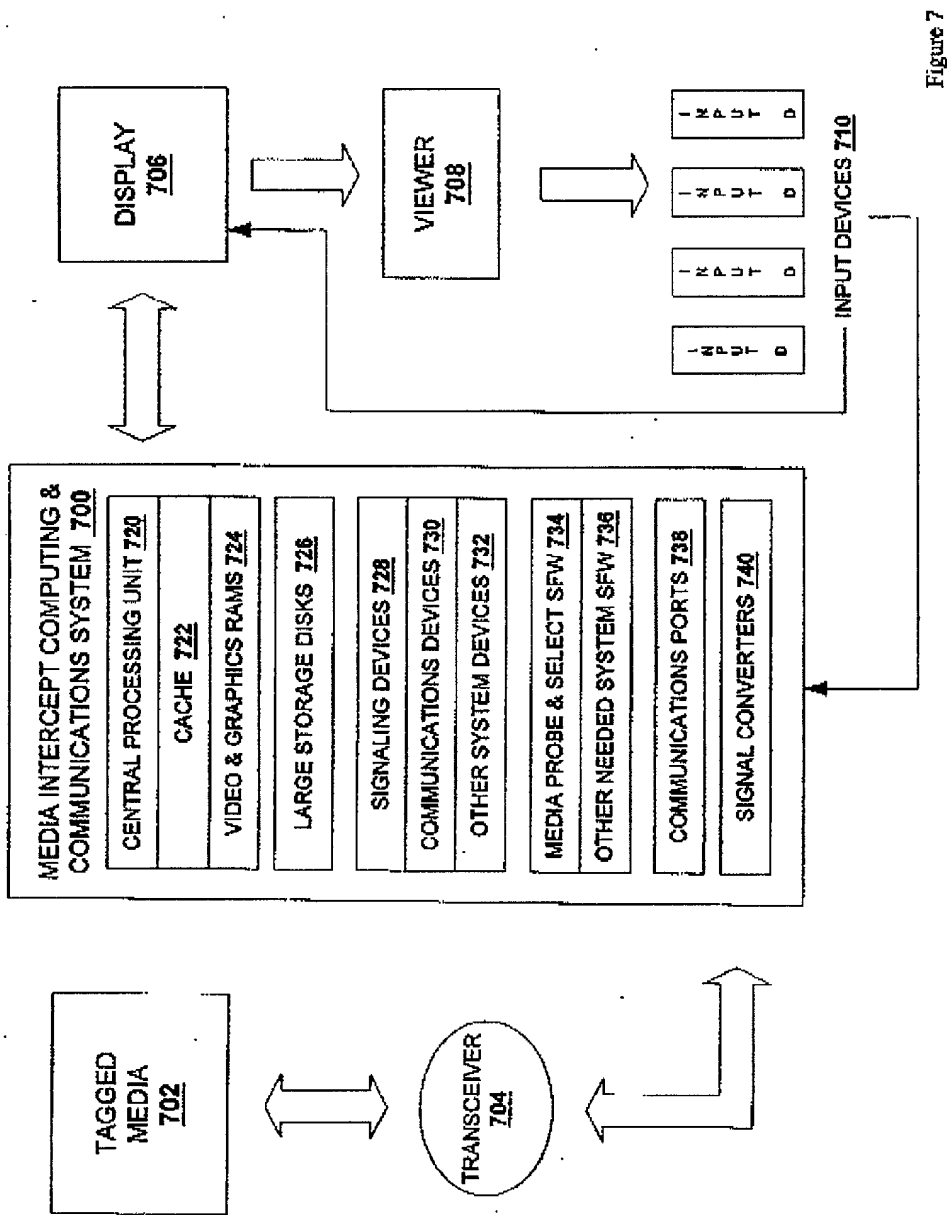 TAGGED
MEDIA
702
TRANSCEIVER
704
MEDIA INTERCEPT COMPUTING &
COMMUNICATIONS SYSTEM 700
CENTRAL PROCESSING UNIT 720
CACHE 722
VIDEO & GRAPHICS RAMS 724
LARGE STORAGE DISKS 726
SIGNALING DEVICES 728
COMMUNICATIONS DEVICES 730
OTHER SYSTEM DEVICES 732
MEDIA PROBE & SELECT SFW 734
OTHER NEEDED SYSTEM SFW 736
COMMUNICATIONS PORTS 738
SIGNAL CONVERTERS 740
DISPLAY
706
VIEWER
708
INPUT D
INPUT D
INPUT D
INPUT D
INPUT DEVICES 710
Figure 7